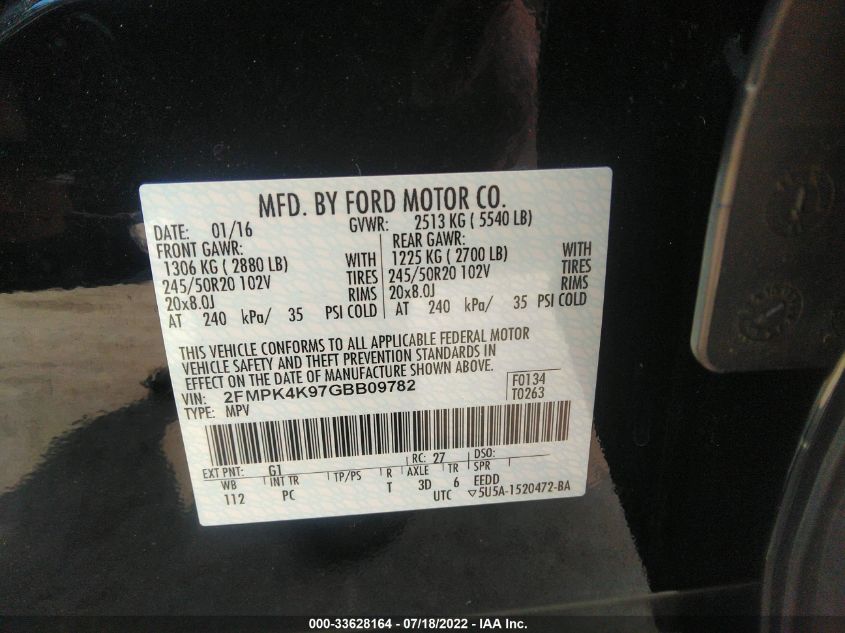 MFD. BY FORD MOTOR CO.
DATE: 01/16 GVWR: 2513 KG ( 5540 LB)
FRONT GAWR: REAR GAWR:
1306 KG ( 2880 LB) WITH 1225 KG ( 2700 LB) WITH
245/50R20 102V TIRES 245/50R20 102V TIRES
20x8.0J RIMS 20x8.0J RIMS
AT 240 kPa/ 35 PSI COLD AT 240 kPa/ 35 PSI COLD
THIS VEHICLE CONFORMS TO ALL APPLICABLE FEDERAL MOTOR
VEHICLE SAFETY AND THEFT PREVENTION STANDARDS IN
EFFECT ON THE DATE OF MANUFACTURE SHOWN ABOVE.
VIN: 2FMPK4K97GBB09782 F0134
TYPE: MPV T0263
EXT PNT: G1 RC: 27 DSO:
WB INT TR TP/PS R AXLE TR SPR
112 PC T 3D 6 EEDD
UTC ▽5U5A-1520472-BA
000-33628164 - 07/18/2022 - IAA Inc.